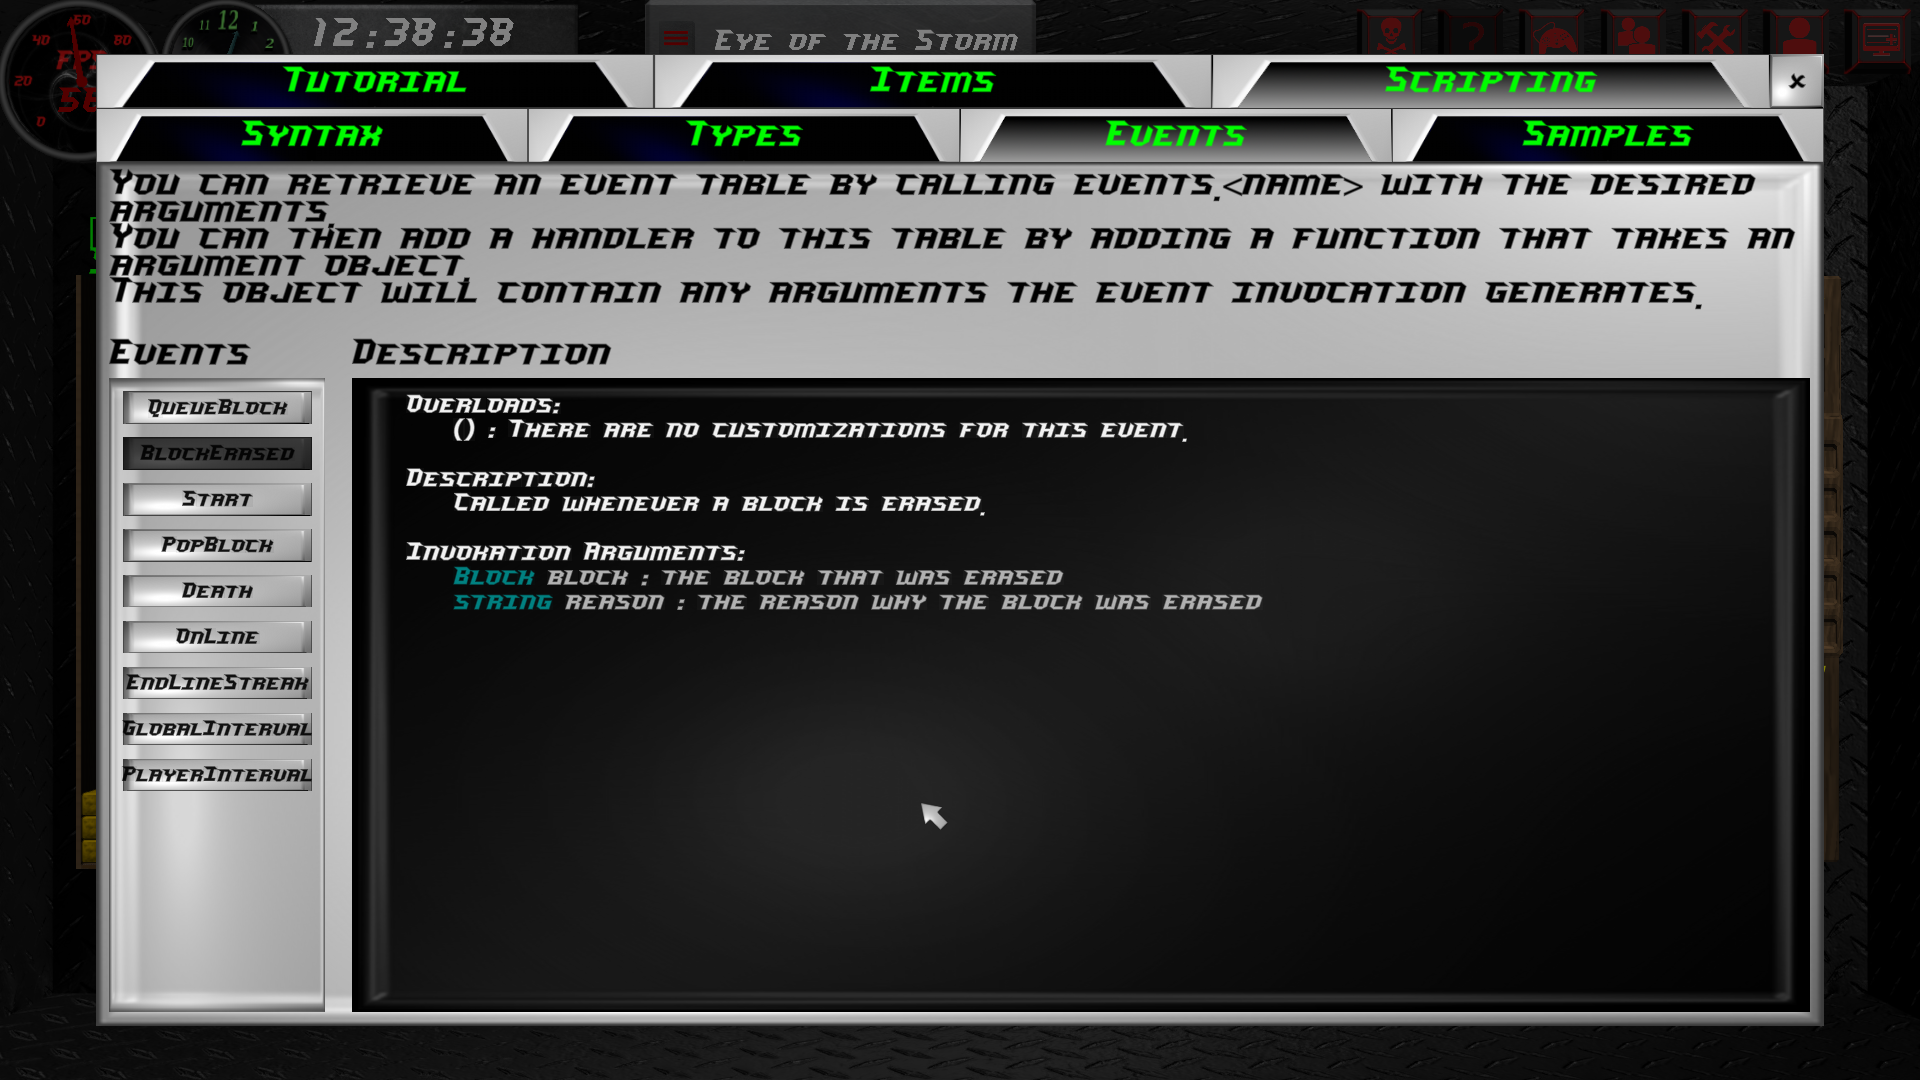 60
40
80
FPS
20
0
11 12 1
10 2
12:38:38
Eye of the Storm
?
Tutorial
Items
Scripting
x
Syntax
Types
Events
Samples
You can retrieve an event table by calling events.<name> with the desired
arguments.
You can then add a handler to this table by adding a function that takes an
argument object.
This object will contain any arguments the event invocation generates.
Events
Description
QueueBlock
BlockErased
Start
PopBlock
Death
OnLine
EndLineStreak
GlobalInterval
PlayerInterval
Overloads:
() : There are no customizations for this event.
Description:
Called whenever a block is erased.
Invokation Arguments:
Block block : the block that was erased
string reason : the reason why the block was erased